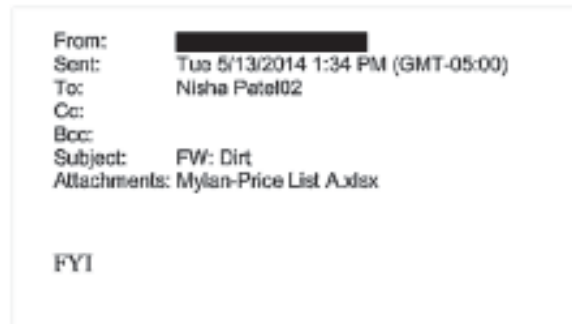 From:
Sent: Tue 5/13/2014 1:34 PM (GMT-05:00)
To: Nisha Patel02
Cc:
Bcc:
Subject: FW: Dirt
Attachments: Mylan-Price List A.xlsx
FYI